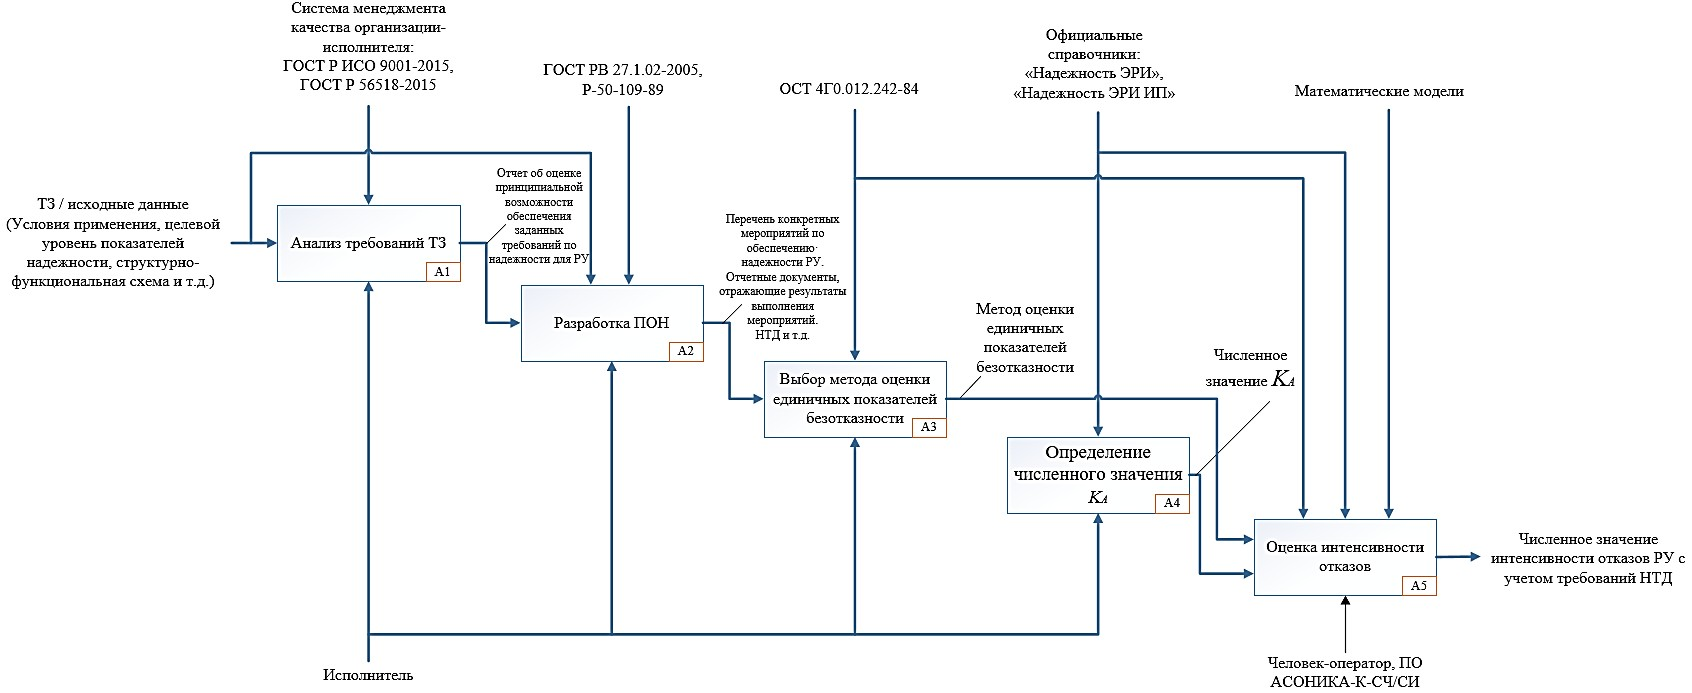 Система менеджмента
качества организации-
исполнителя:
ГОСТ Р ИСО 9001-2015,
ГОСТ Р 56518-2015
ГОСТ РВ 27.1.02-2005,
Р-50-109-89
ОСТ 4Г0.012.242-84
Официальные
справочники:
«Надежность ЭРИ»,
«Надежность ЭРИ ИП»
Математические модели
ТЗ / исходные данные
(Условия применения, целевой
уровень показателей
надежности, структурно-
функциональная схема и т.д.)
Анализ требований ТЗ
А1
Отчет об оценке
принципиальной
возможности
обеспечения
заданных
требований по
надежности для РУ
Разработка ПОН
А2
Перечень конкретных
мероприятий по
обеспечению
надежности РУ.
Отчетные документы,
отражающие результаты
выполнения
мероприятий.
НТД и т.д.
Выбор метода оценки
единичных показателей
безотказности
А3
Метод оценки
единичных
показателей
безотказности
Определение
численного значения
KА
А4
Численное
значение KА
Оценка интенсивности
отказов
А5
Численное значение
интенсивности отказов РУ с
учетом требований НТД
Исполнитель
Человек-оператор, ПО
АСОНИКА-К-СЧ/СИ